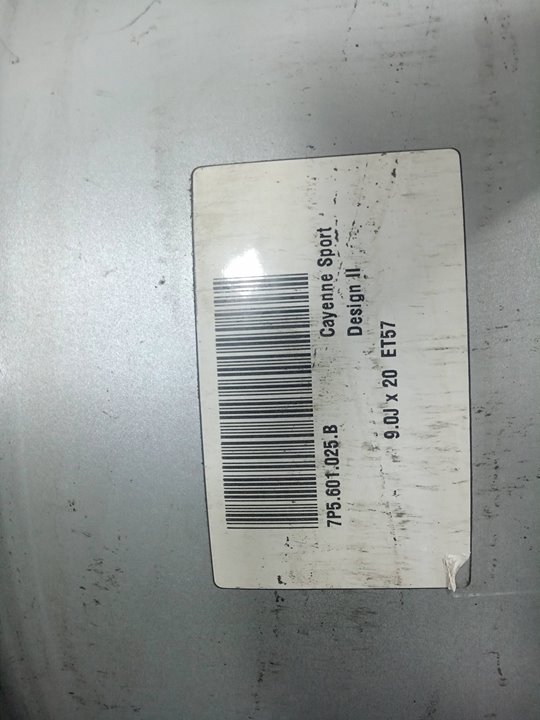 7P5.601.025.B
Cayenne Sport
Design II
9.0J x 20 ET57